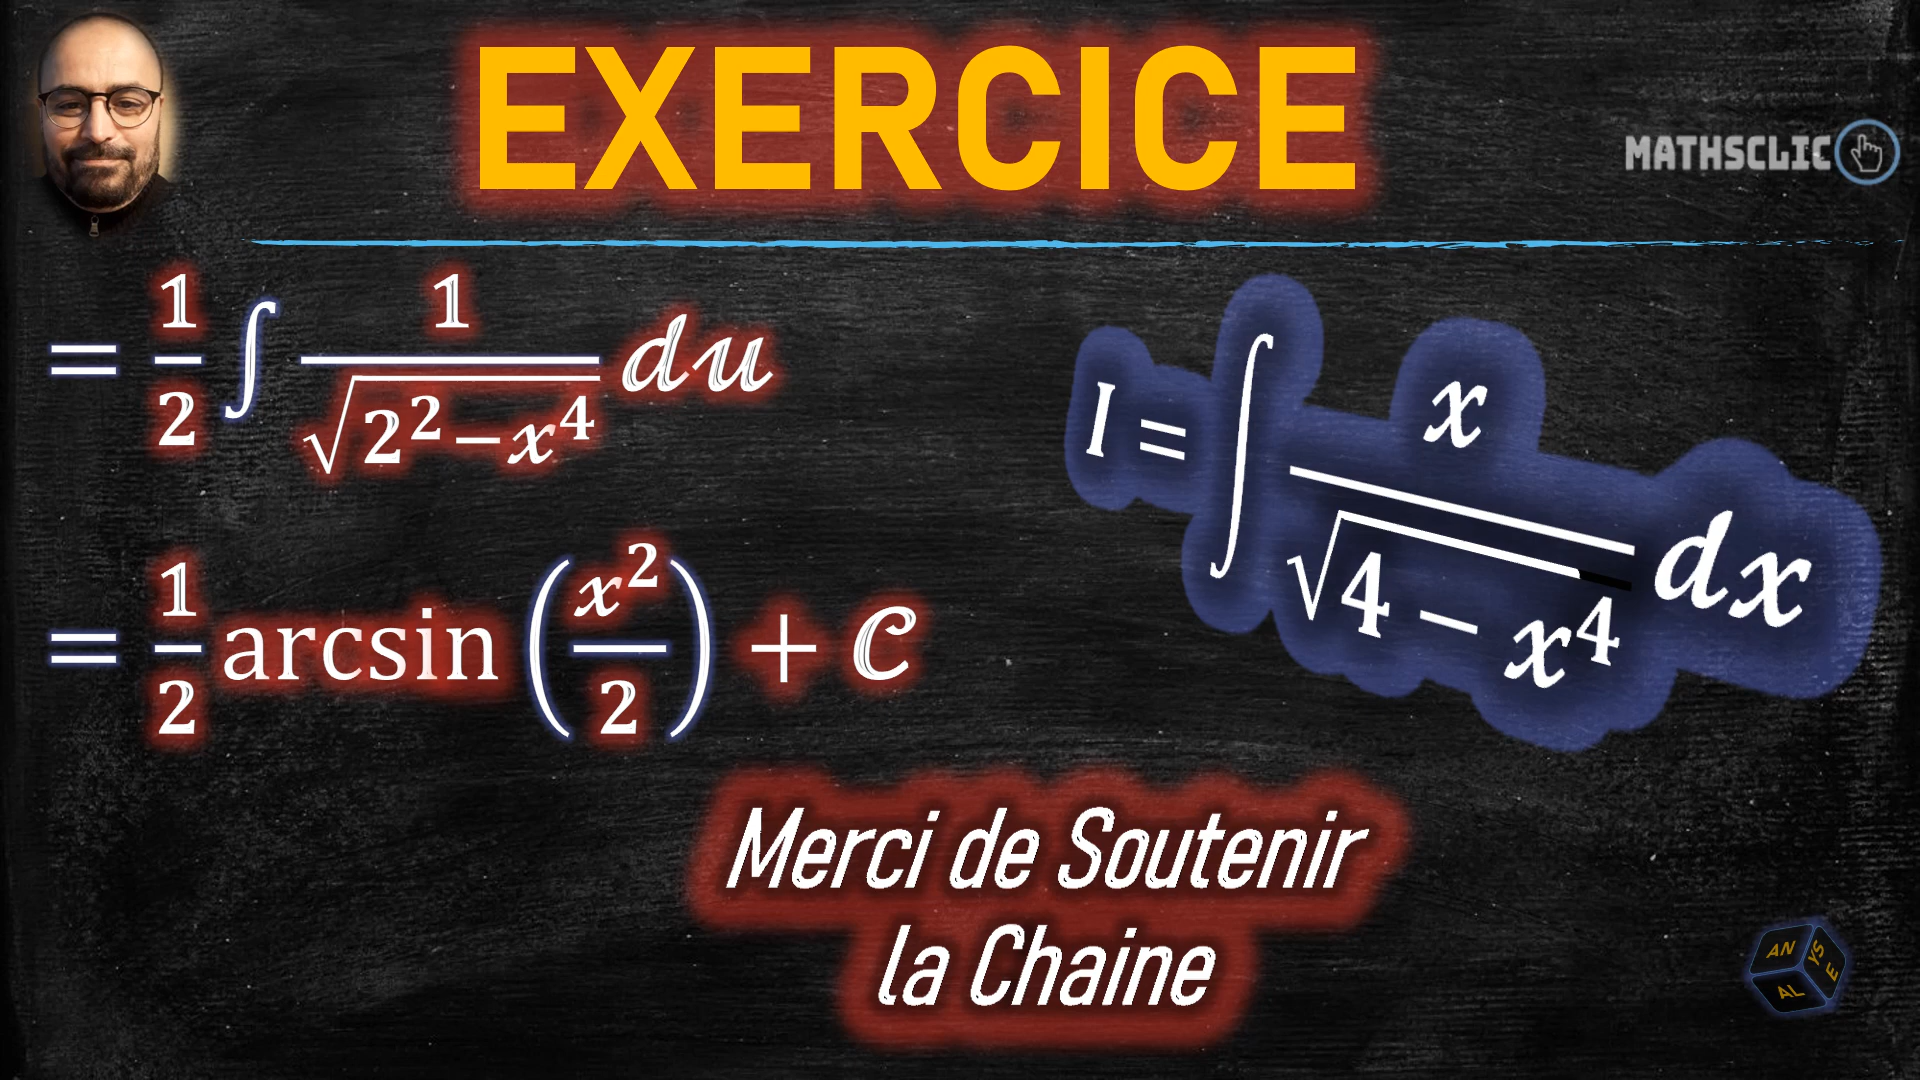 EXERCICE
MATHSCLIC
= 1/2 ∫ 1/√(2²−x⁴) du
I = ∫ x/√(4 − x⁴) dx
= 1/2 arcsin (x²/2) + C
Merci de Soutenir
la Chaine
AN
AL
YS
E